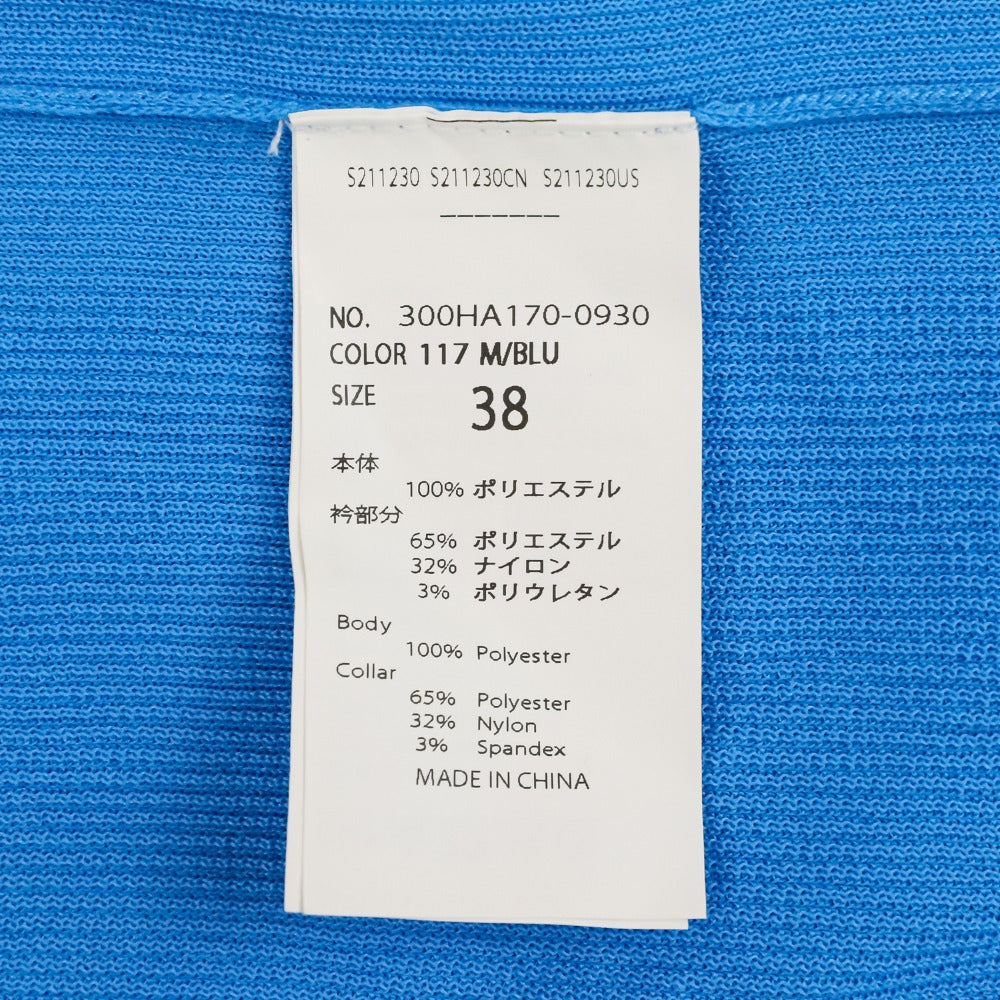 S211230 S211230CN S211230US
-------
NO. 300HA170-0930
COLOR 117 M/BLU
SIZE 38
本体
100% ポリエステル
衿部分
65% ポリエステル
32% ナイロン
3% ポリウレタン
Body
100% Polyester
Collar
65% Polyester
32% Nylon
3% Spandex
MADE IN CHINA